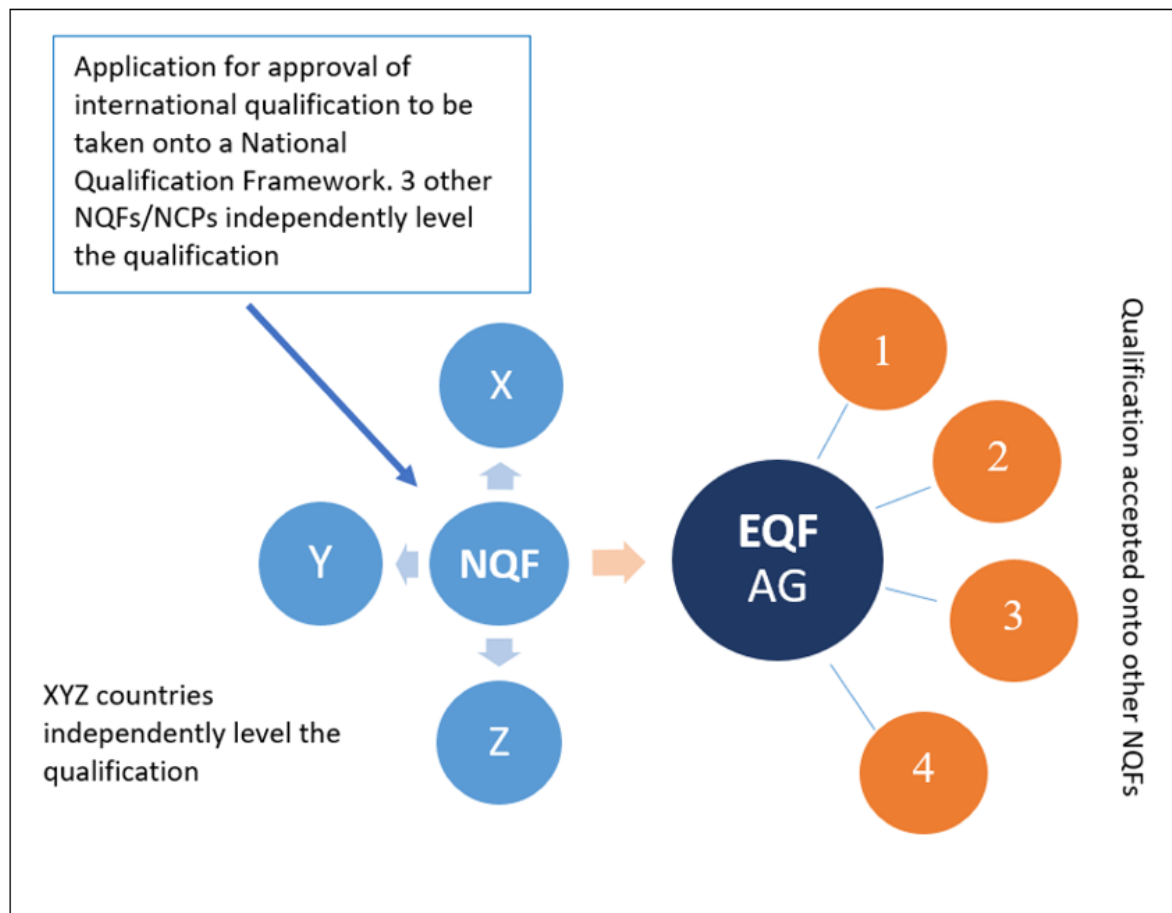 Application for approval of
international qualification to be
taken onto a National
Qualification Framework. 3 other
NQFs/NCPs independently level
the qualification
X
Y
NQF
Z
XYZ countries
independently level the
qualification
EQF
AG
1
2
3
4
Qualification accepted onto other NQFs